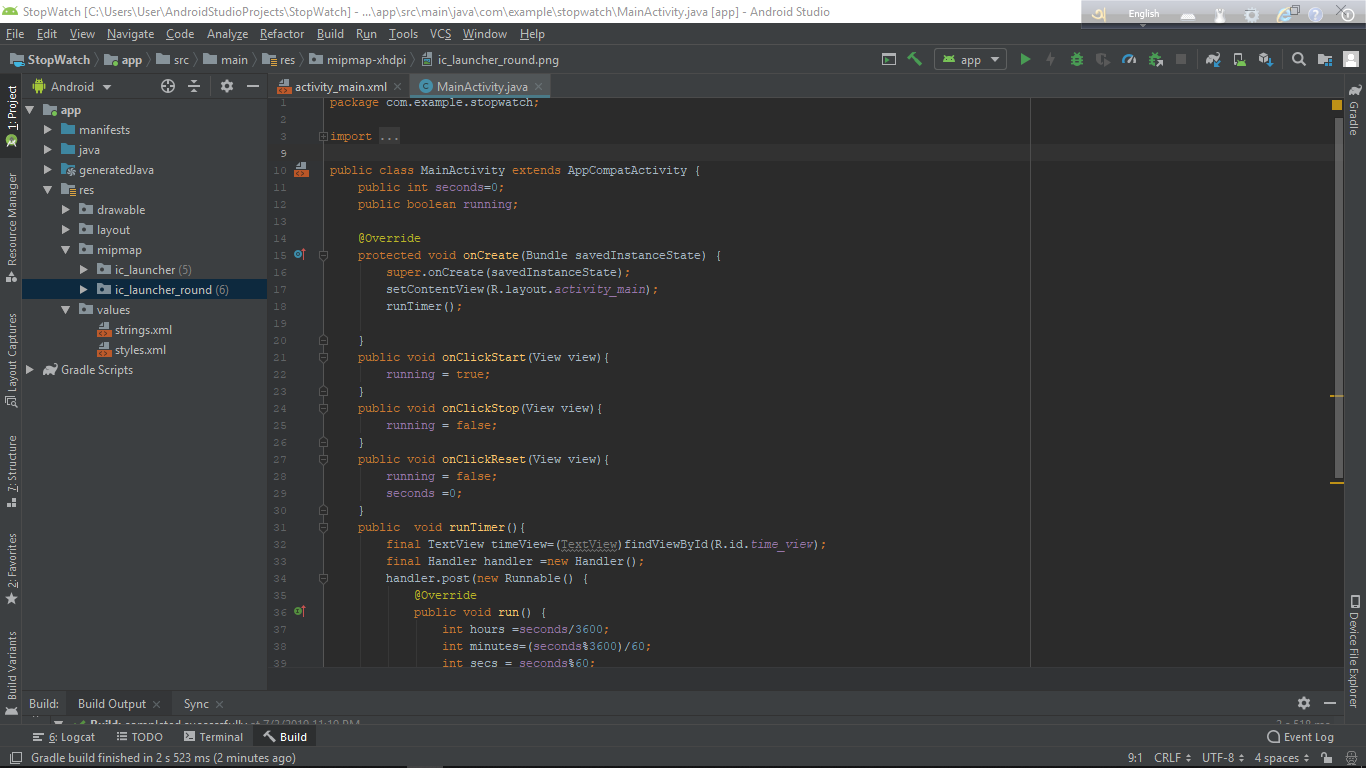 StopWatch [C:\Users\User\AndroidStudioProjects\StopWatch] - ...\app\src\main\java\com\example\stopwatch\MainActivity.java [app] - Android Studio
English
File Edit View Navigate Code Analyze Refactor Build Run Tools VCS Window Help
StopWatch app src main res mipmap-xhdpi ic_launcher_round.png
app
Android
activity_main.xml
MainActivity.java
1: Project
Resource Manager
Layout Captures
7: Structure
2: Favorites
Build Variants
app
manifests
java
generatedJava
res
drawable
layout
mipmap
ic_launcher (5)
ic_launcher_round (6)
values
strings.xml
styles.xml
Gradle Scripts
1 package com.example.stopwatch;
2
3 import ...
9
10 public class MainActivity extends AppCompatActivity {
11 public int seconds=0;
12 public boolean running;
13
14 @Override
15 protected void onCreate(Bundle savedInstanceState) {
16 super.onCreate(savedInstanceState);
17 setContentView(R.layout.activity_main);
18 runTimer();
19
20 }
21 public void onClickStart(View view){
22 running = true;
23 }
24 public void onClickStop(View view){
25 running = false;
26 }
27 public void onClickReset(View view){
28 running = false;
29 seconds =0;
30 }
31 public  void runTimer(){
32 final TextView timeView=(TextView)findViewById(R.id.time_view);
33 final Handler handler =new Handler();
34 handler.post(new Runnable() {
35 @Override
36 public void run() {
37 int hours =seconds/3600;
38 int minutes=(seconds%3600)/60;
39 int secs = seconds%60;
Gradle
Device File Explorer
Build: Build Output Sync
Build: completed successfully at 7/2/2019 11:19 PM
6: Logcat TODO Terminal Build Event Log
Gradle build finished in 2 s 523 ms (2 minutes ago)
9:1 CRLF UTF-8 4 spaces